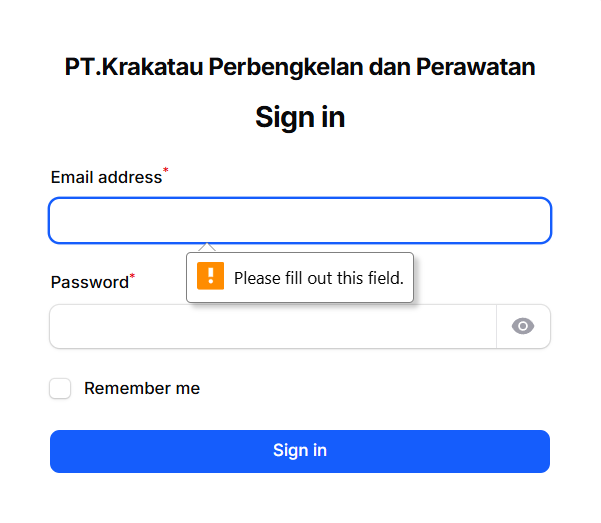 PT.Krakatau Perbengkelan dan Perawatan
Sign in
Email address*
Please fill out this field.
Password*
Remember me
Sign in